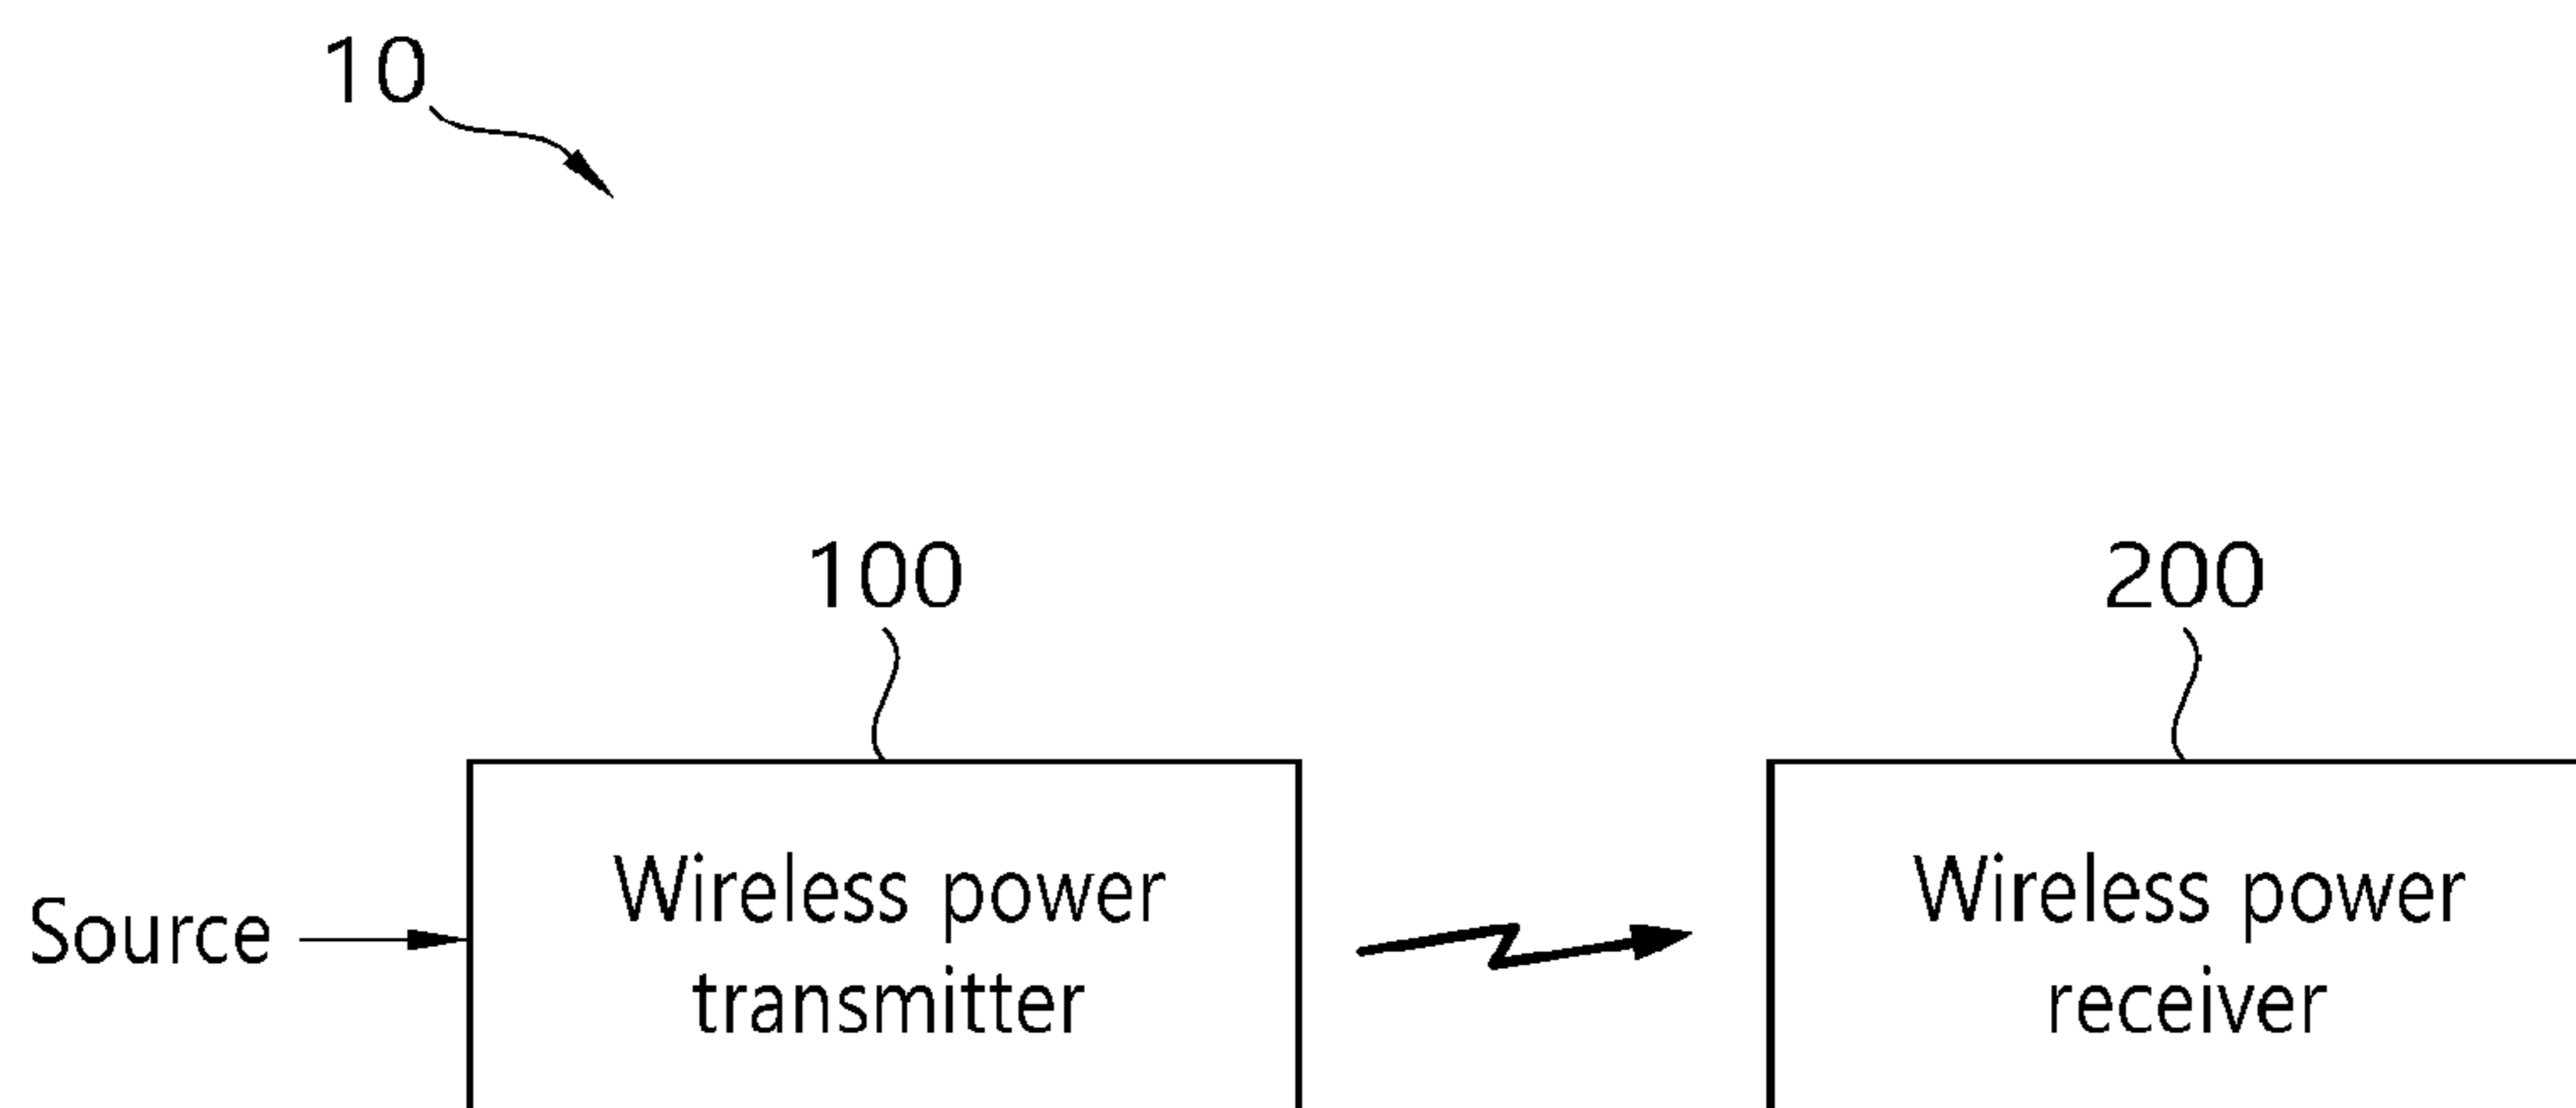 10
100
200
Source
Wireless power
transmitter
Wireless power
receiver